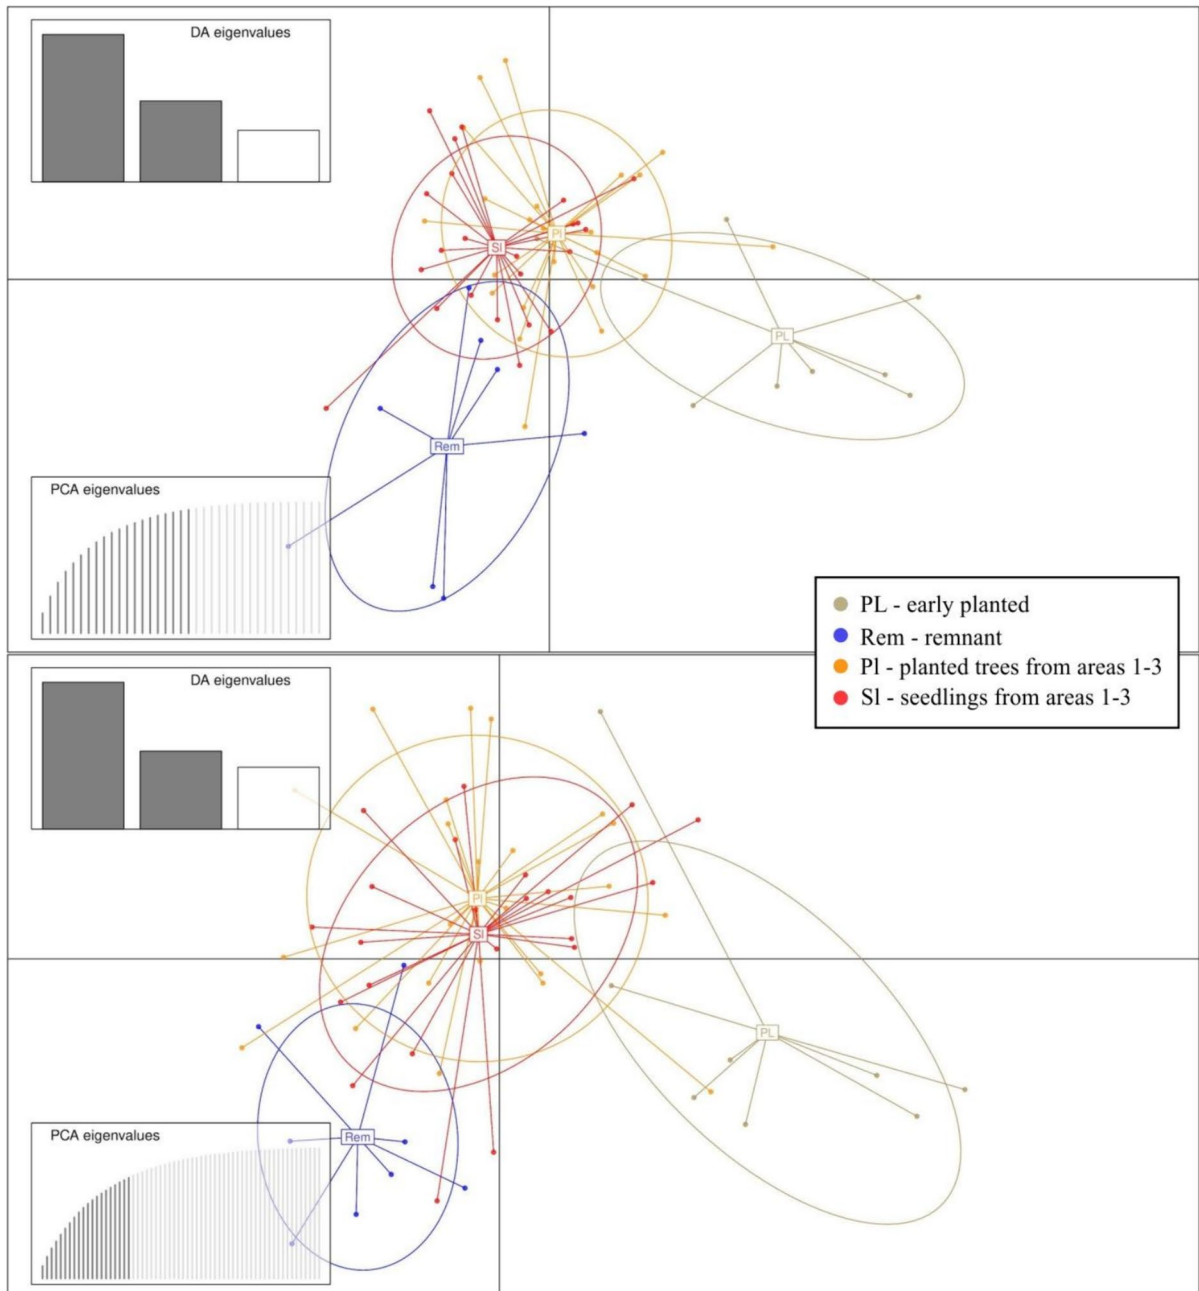 DA eigenvalues
Pl
Sl
PL
Rem
PCA eigenvalues
PL - early planted
Rem - remnant
Pl - planted trees from areas 1-3
Sl - seedlings from areas 1-3
DA eigenvalues
Pl
Sl
PL
PCA eigenvalues
Rem